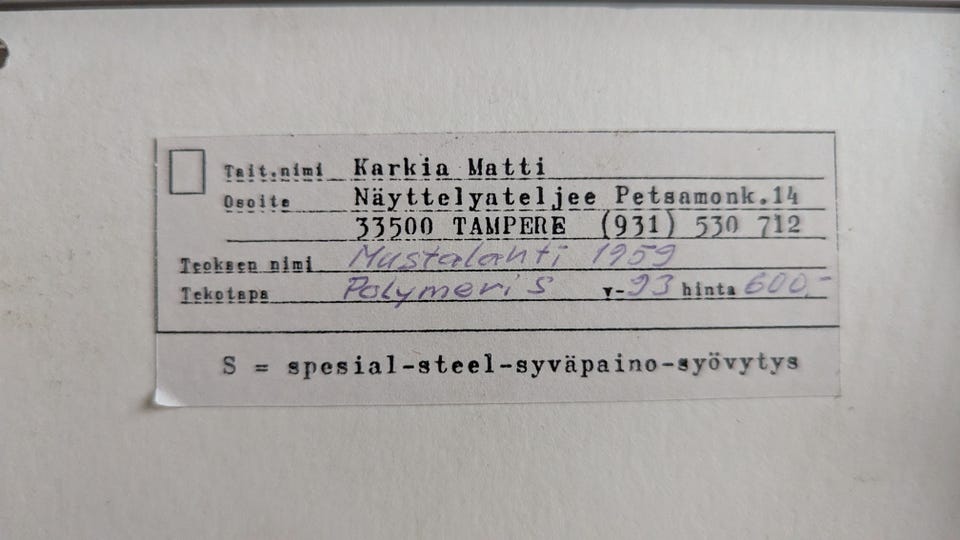 Tait.nimi Karkia Matti
Osoite Näyttelyateljee Petsamonk.14
33500 TAMPERE (931) 530 712
Teoksen nimi Mustalahti 1959
Tekotapa Polymeri S v-93 hinta 600,-
S = spesial-steel-syväpaino-syövytys